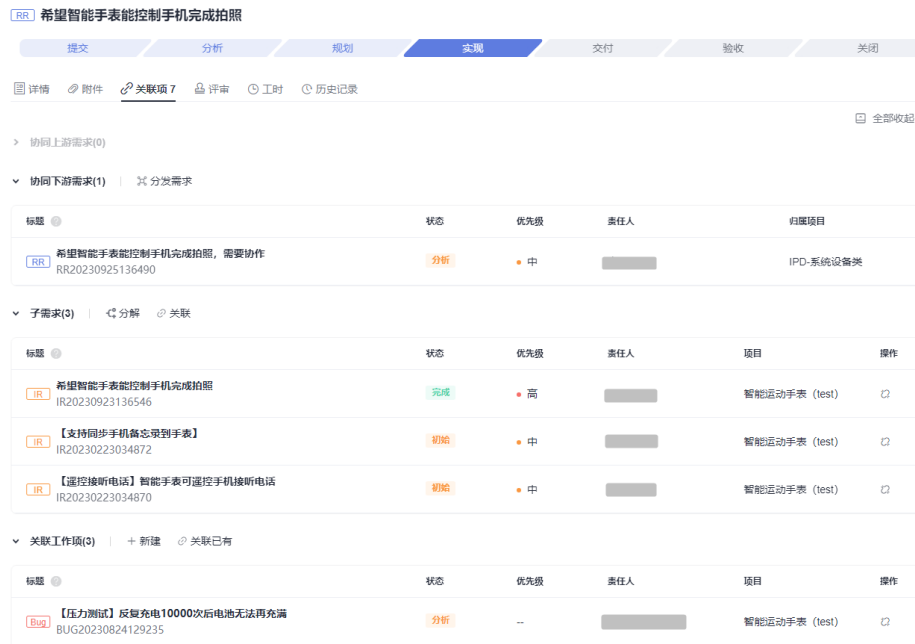 RR 希望智能手表能控制手机完成拍照
提交 分析 规划 实现 交付 验收 关闭
详情 附件 关联项 7 评审 工时 历史记录
全部收起
协同上游需求(0)
协同下游需求(1) 分发需求
标题 状态 优先级 责任人 归属项目
RR 希望智能手表能控制手机完成拍照，需要协作 分析 中 IPD-系统设备类
RR20230925136490
子需求(3) 分解 关联
标题 状态 优先级 责任人 项目 操作
IR 希望智能手表能控制手机完成拍照 完成 高 智能运动手表（test）
IR20230923136546
IR 【支持同步手机备忘录到手表】 初始 中 智能运动手表（test）
IR20230223034872
IR 【遥控接听电话】智能手表可遥控手机接听电话 初始 中 智能运动手表（test）
IR20230223034870
关联工作项(3) 新建 关联已有
标题 状态 优先级 责任人 项目 操作
Bug 【压力测试】反复充电10000次后电池无法再充满 分析 -- 智能运动手表（test）
BUG20230824129235